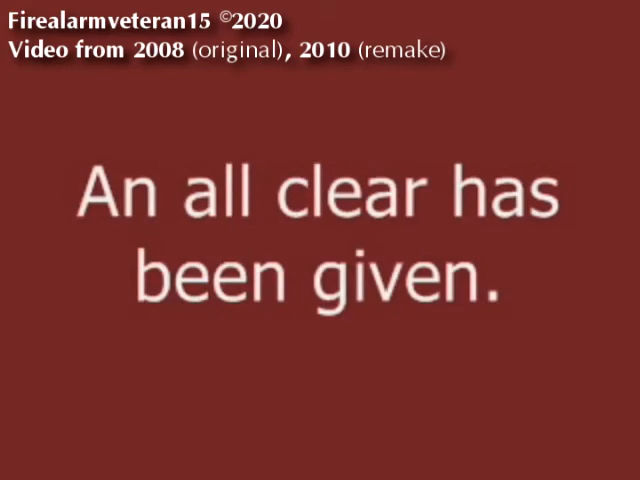 Firealarmveteran15 ©2020
Video from 2008 (original), 2010 (remake)
An all clear has
been given.